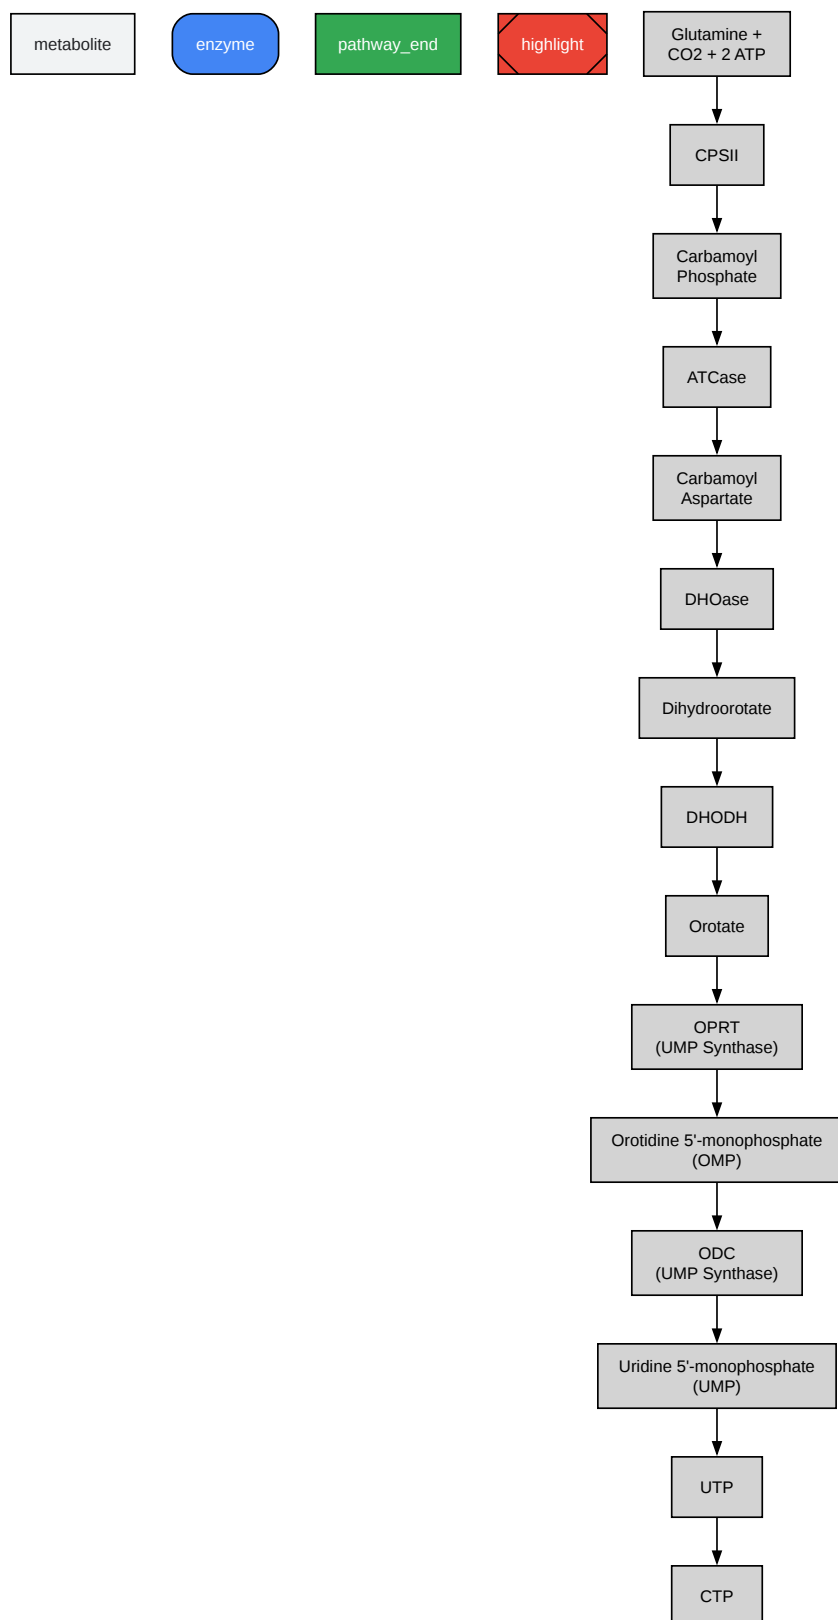 metabolite
enzyme
pathway_end
highlight
Glutamine +
CO2 + 2 ATP
CPSII
Carbamoyl
Phosphate
ATCase
Carbamoyl
Aspartate
DHOase
Dihydroorotate
DHODH
Orotate
OPRT
(UMP Synthase)
Orotidine 5'-monophosphate
(OMP)
ODC
(UMP Synthase)
Uridine 5'-monophosphate
(UMP)
UTP
CTP